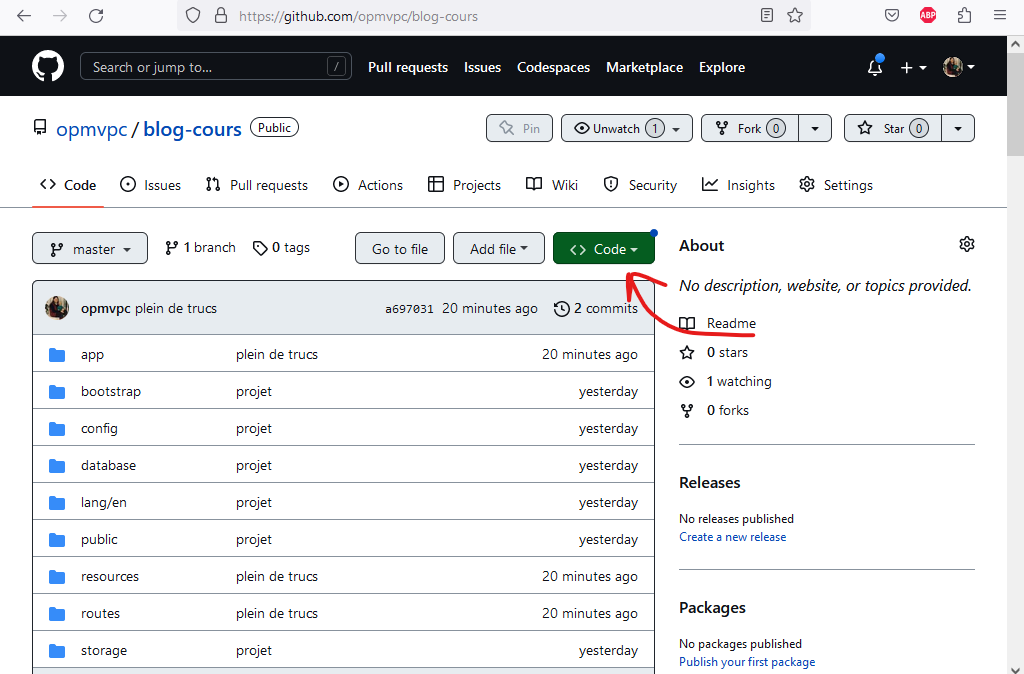 https://github.com/opmvpc/blog-cours
ABP
Search or jump to... /
Pull requests Issues Codespaces Marketplace Explore
opmvpc / blog-cours Public
Pin Unwatch 1 Fork 0 Star 0
Code Issues Pull requests Actions Projects Wiki Security Insights Settings
master 1 branch 0 tags Go to file Add file Code
opmvpc plein de trucs a697031 20 minutes ago 2 commits
app plein de trucs 20 minutes ago
bootstrap projet yesterday
config projet yesterday
database projet yesterday
lang/en projet yesterday
public projet yesterday
resources plein de trucs 20 minutes ago
routes plein de trucs 20 minutes ago
storage projet yesterday
About
No description, website, or topics provided.
Readme
0 stars
1 watching
0 forks
Releases
No releases published
Create a new release
Packages
No packages published
Publish your first package